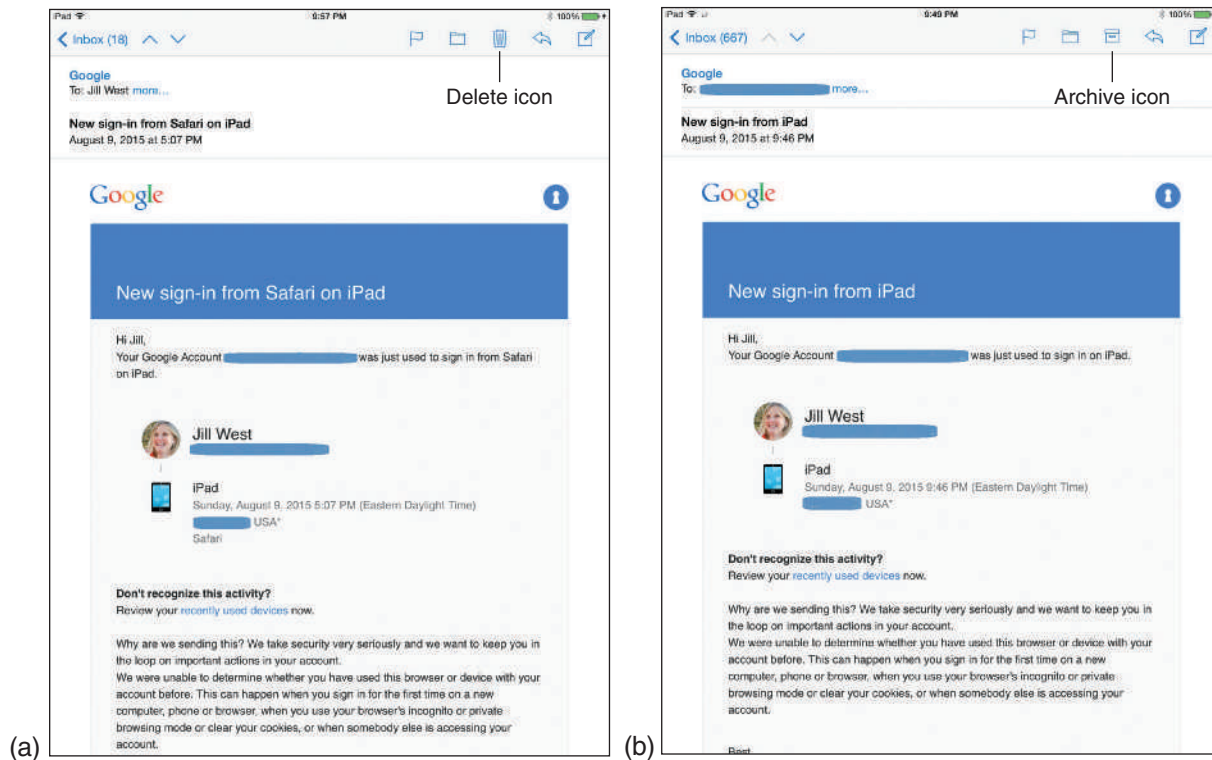 iPad 9:57 PM 100%
Inbox (18)
Delete icon
Google
To: Jill West more...
New sign-in from Safari on iPad
August 9, 2015 at 5:07 PM
Google
New sign-in from Safari on iPad
Hi Jill,
Your Google Account was just used to sign in from Safari
on iPad.
Jill West
iPad
Sunday, August 9, 2015 5:07 PM (Eastern Daylight Time)
USA*
Safari
Don't recognize this activity?
Review your recently used devices now.
Why are we sending this? We take security very seriously and we want to keep you in
the loop on important actions in your account.
We were unable to determine whether you have used this browser or device with your
account before. This can happen when you sign in for the first time on a new
computer, phone or browser, when you use your browser's incognito or private
browsing mode or clear your cookies, or when somebody else is accessing your
account.
(a)
iPad 9:49 PM 100%
Inbox (667)
Archive icon
Google
To: more...
New sign-in from iPad
August 9, 2015 at 9:46 PM
Google
New sign-in from iPad
Hi Jill,
Your Google Account was just used to sign in on iPad.
Jill West
iPad
Sunday, August 9, 2015 9:46 PM (Eastern Daylight Time)
USA*
Don't recognize this activity?
Review your recently used devices now.
Why are we sending this? We take security very seriously and we want to keep you in
the loop on important actions in your account.
We were unable to determine whether you have used this browser or device with your
account before. This can happen when you sign in for the first time on a new
computer, phone or browser, when you use your browser's incognito or private
browsing mode or clear your cookies, or when somebody else is accessing your
account.
Best
(b)